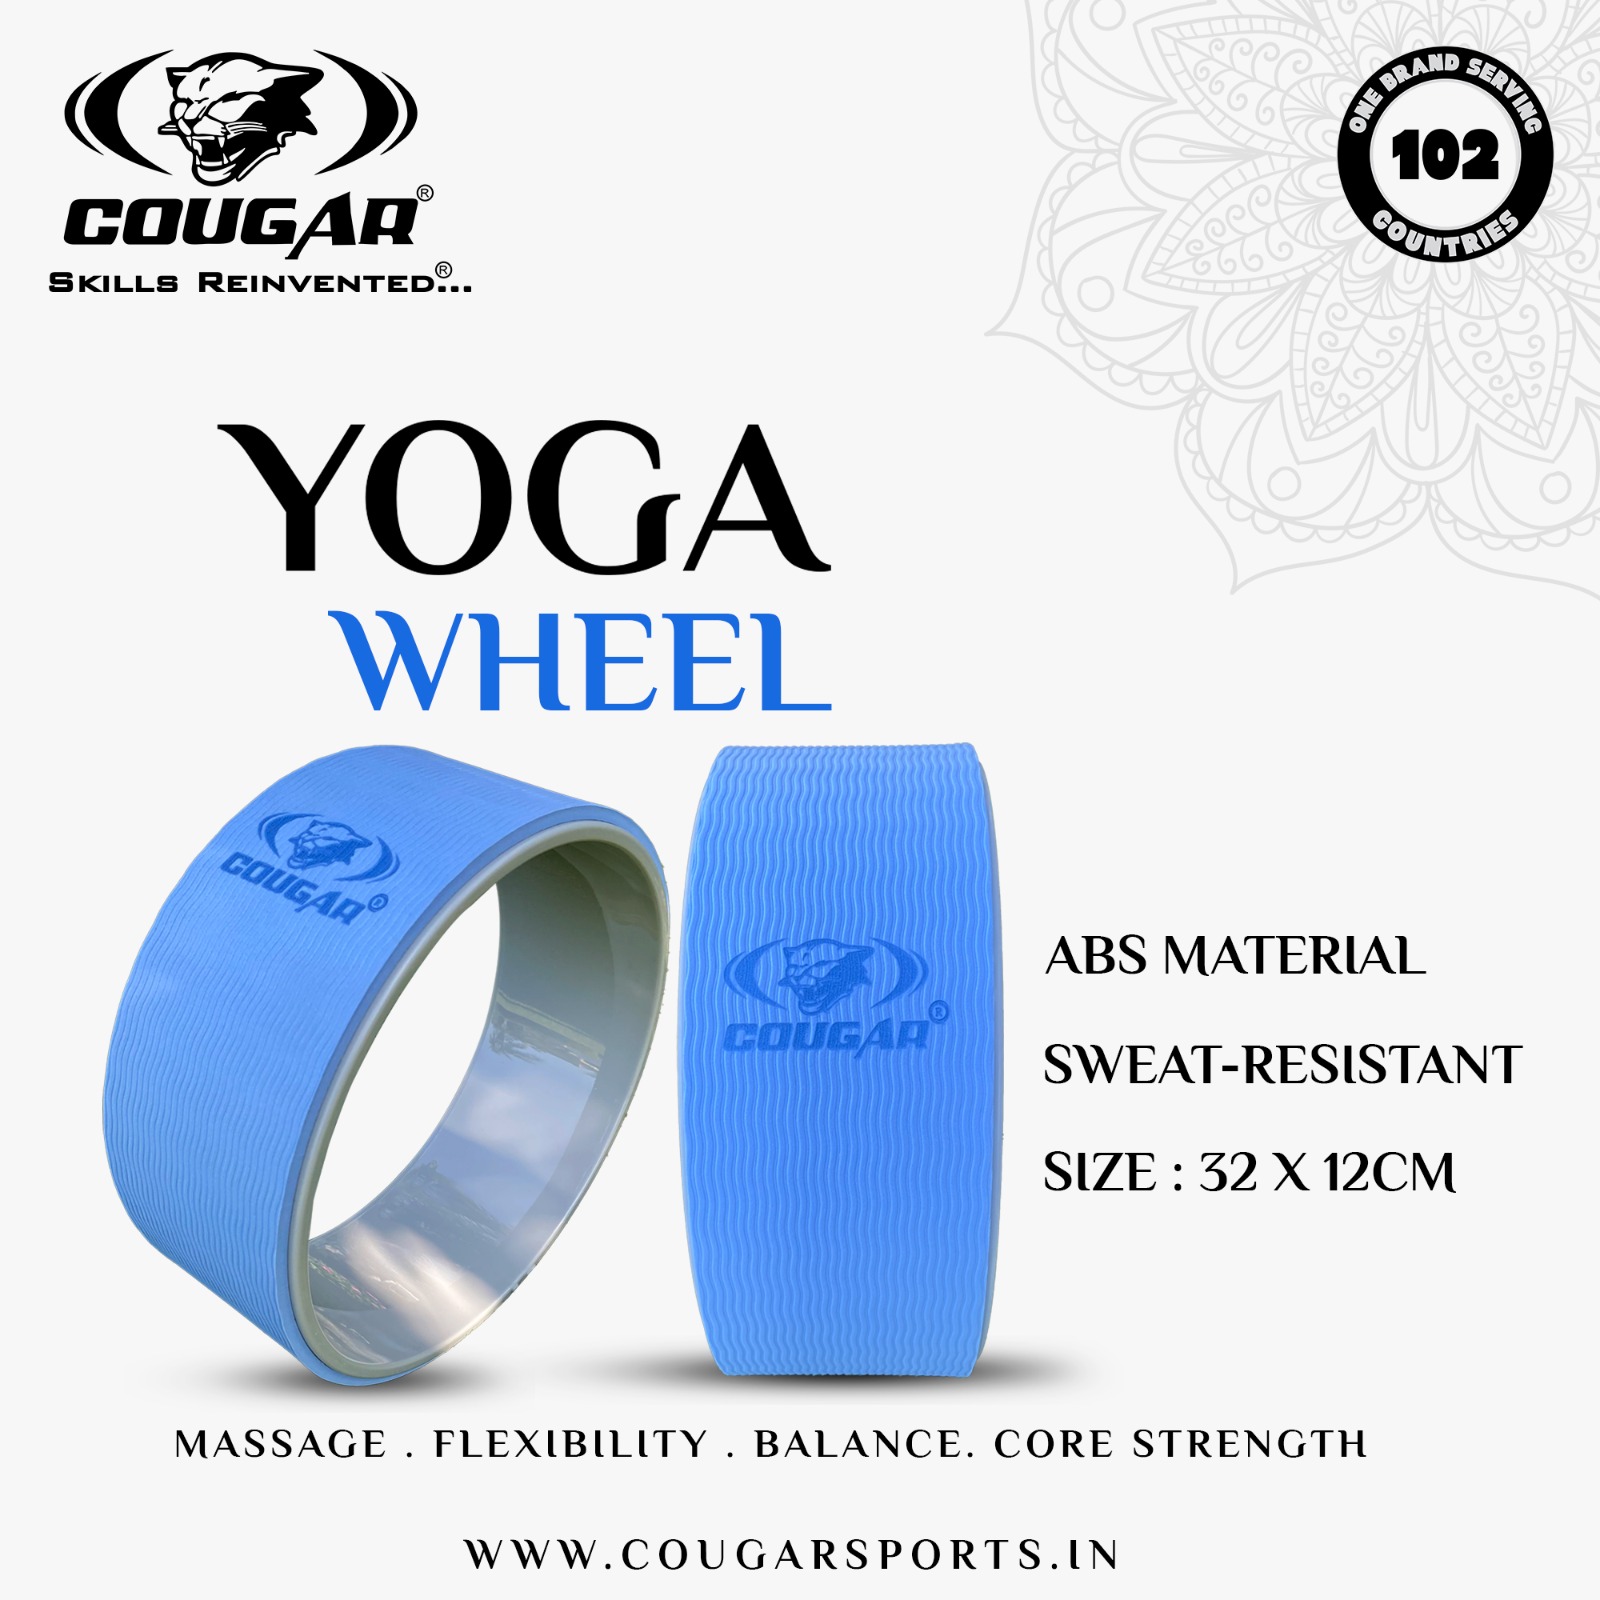 COUGAR®
SKILLS REINVENTED®...
ONE BRAND SERVING
102
COUNTRIES
YOGA
WHEEL
COUGAR®
COUGAR®
ABS MATERIAL
SWEAT-RESISTANT
SIZE : 32 X 12CM
MASSAGE . FLEXIBILITY . BALANCE. CORE STRENGTH
WWW.COUGARSPORTS.IN